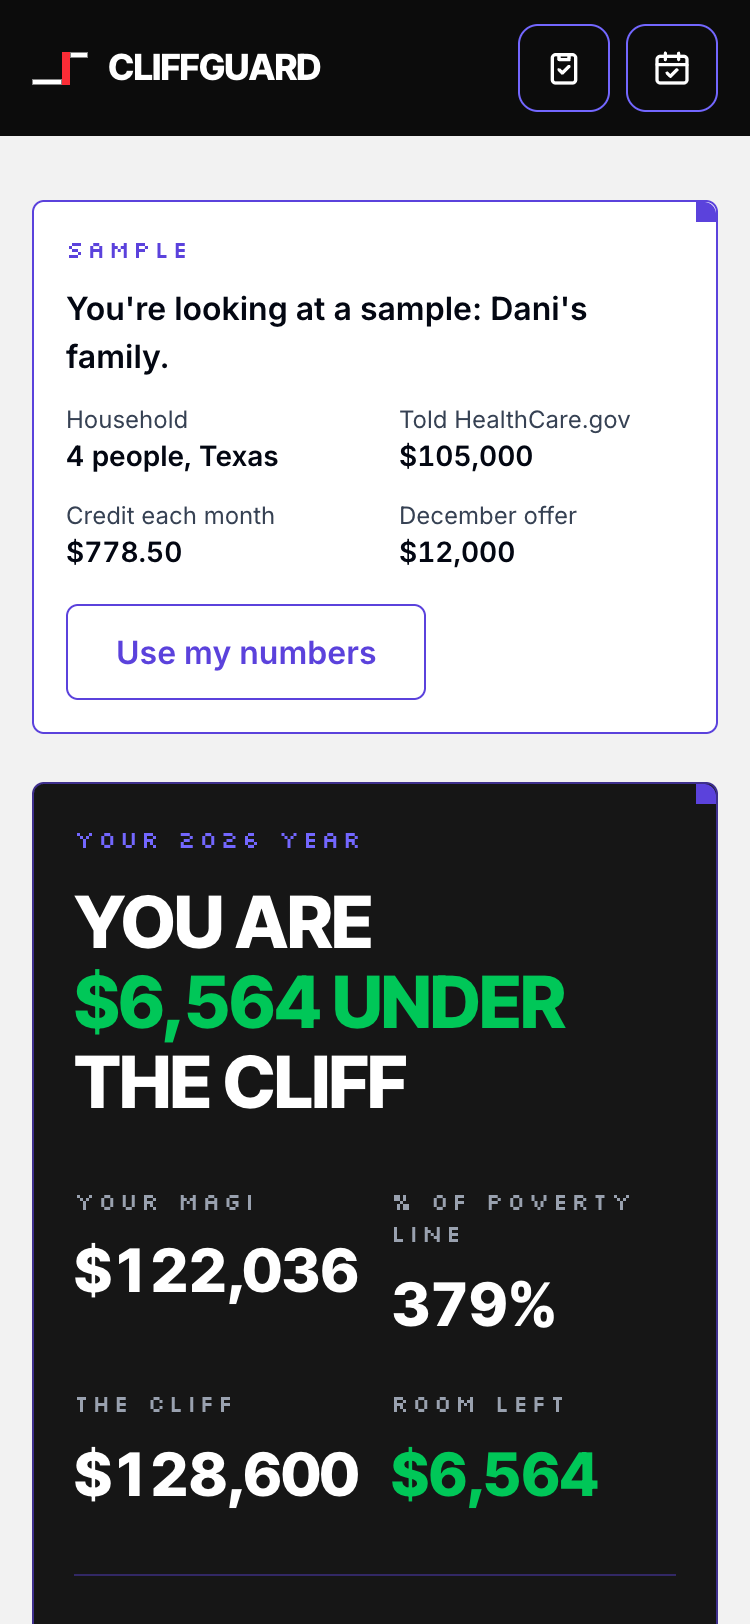 CLIFFGUARD
SAMPLE
You're looking at a sample: Dani's
family.
Household
4 people, Texas
Told HealthCare.gov
$105,000
Credit each month
$778.50
December offer
$12,000
Use my numbers
YOUR 2026 YEAR
YOU ARE
$6,564 UNDER
THE CLIFF
YOUR MAGI
$122,036
% OF POVERTY
LINE
379%
THE CLIFF
$128,600
ROOM LEFT
$6,564